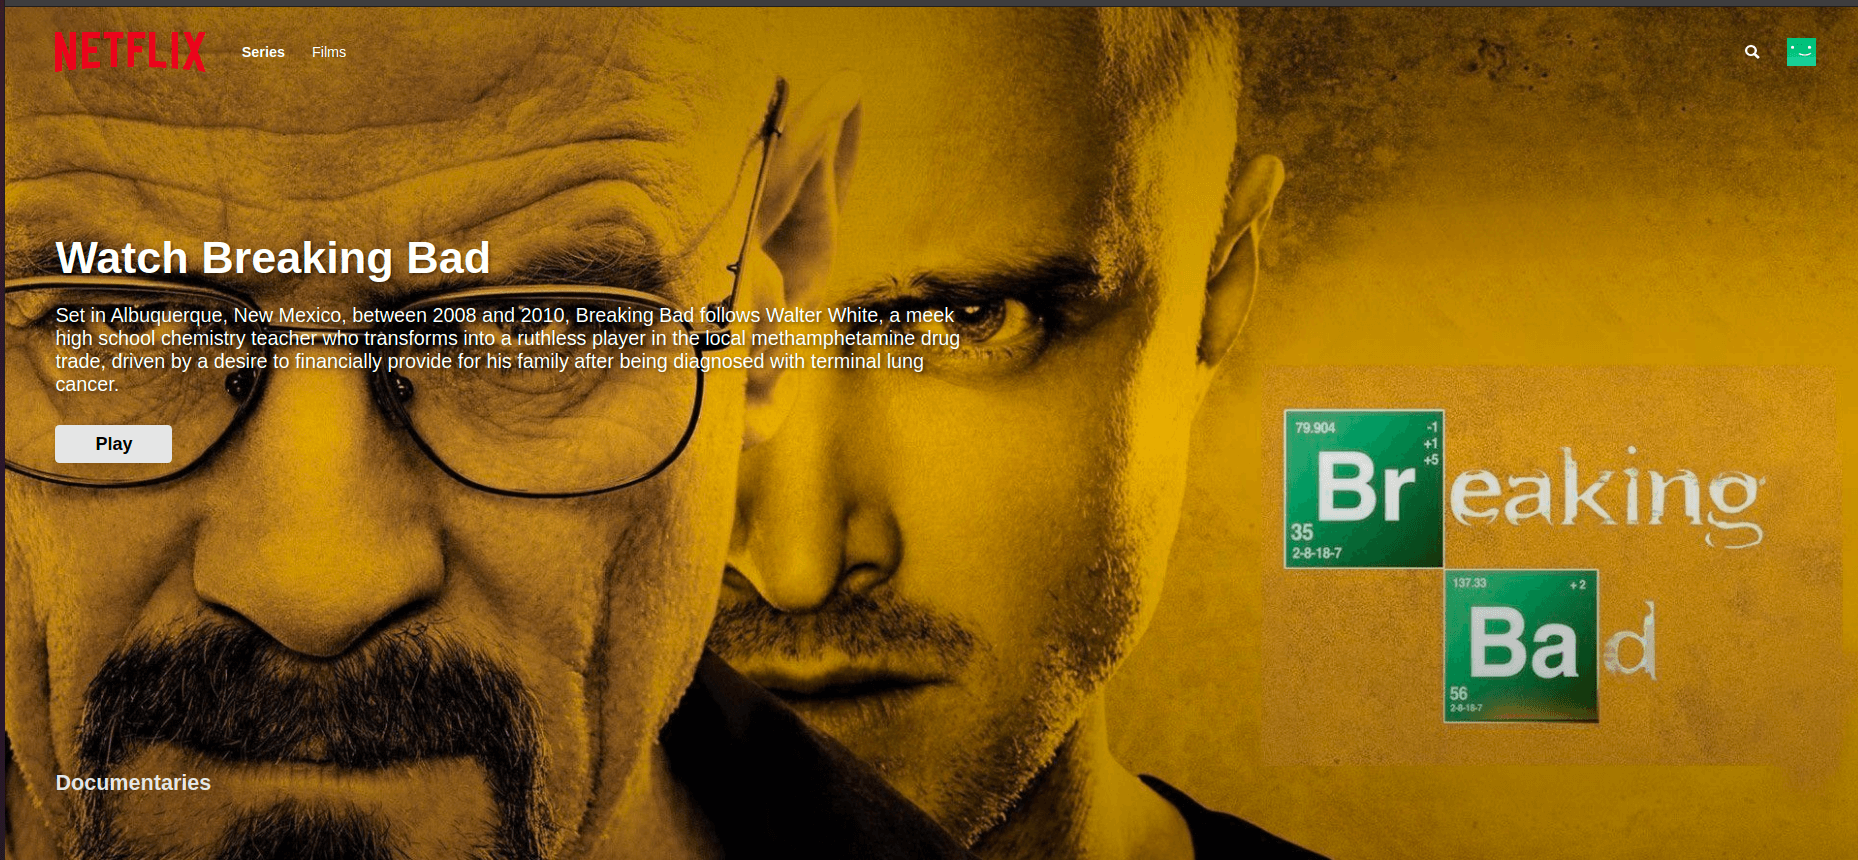 NETFLIX Series Films
Watch Breaking Bad
Set in Albuquerque, New Mexico, between 2008 and 2010, Breaking Bad follows Walter White, a meek
high school chemistry teacher who transforms into a ruthless player in the local methamphetamine drug
trade, driven by a desire to financially provide for his family after being diagnosed with terminal lung
cancer.
Play
79.904 -1
+1
+5
Breaking
35
2-8-18-7
137.33 +2
Bad
56
2-8-18-7
Documentaries